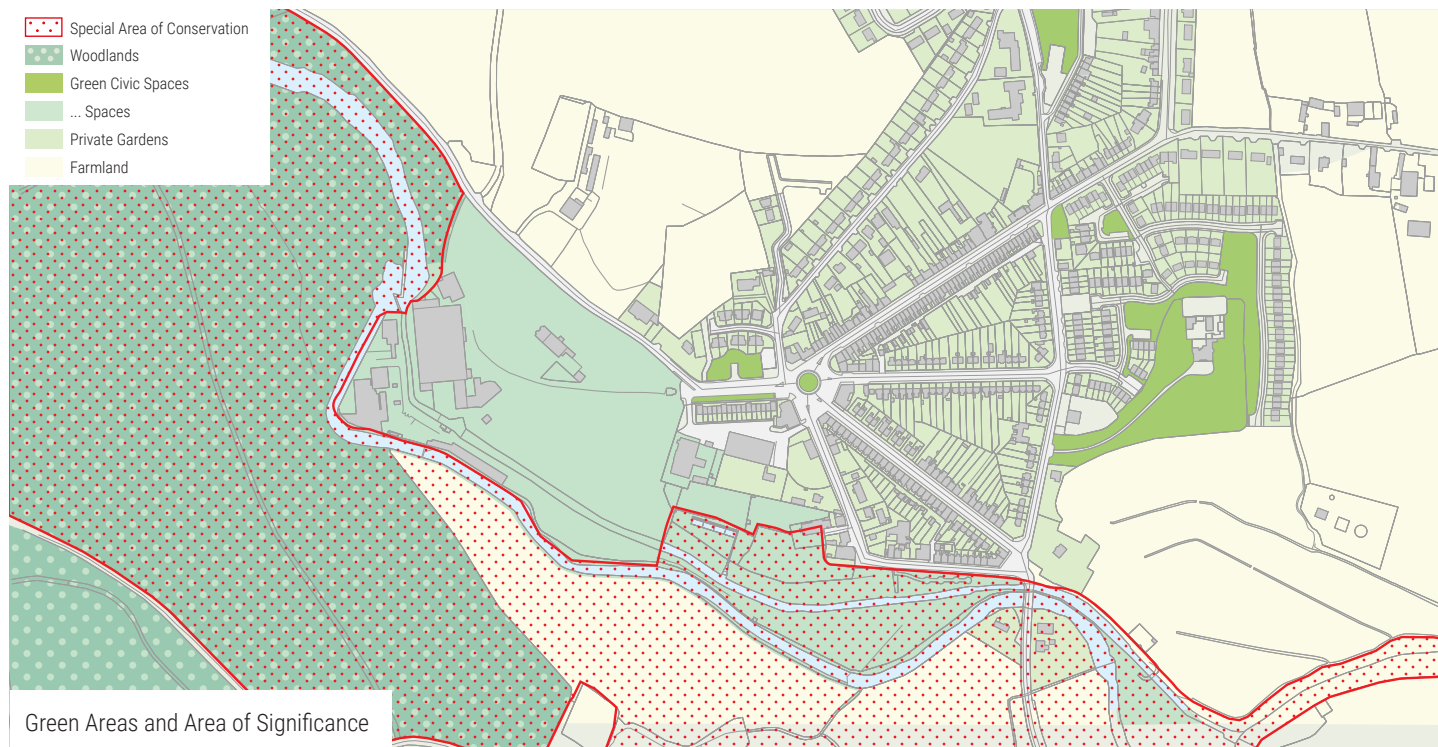 Special Area of Conservation
Woodlands
Green Civic Spaces
... Spaces
Private Gardens
Farmland
Green Areas and Area of Significance